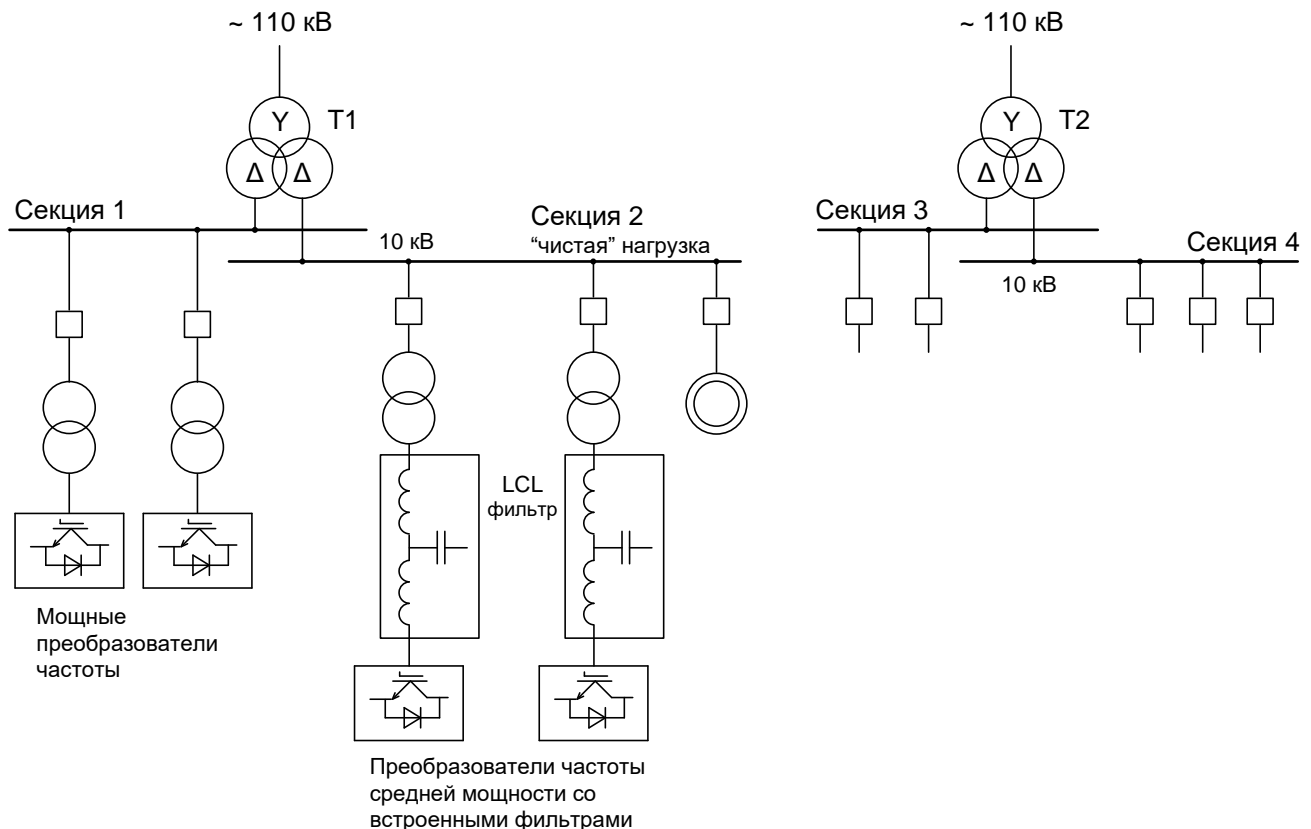 ~ 110 кВ
Y
T1
Δ Δ
Секция 1
10 кВ
Секция 2
“чистая” нагрузка
LCL
фильтр
Мощные
преобразователи
частоты
Преобразователи частоты
средней мощности со
встроенными фильтрами
~ 110 кВ
Y
T2
Δ Δ
Секция 3
Секция 4
10 кВ